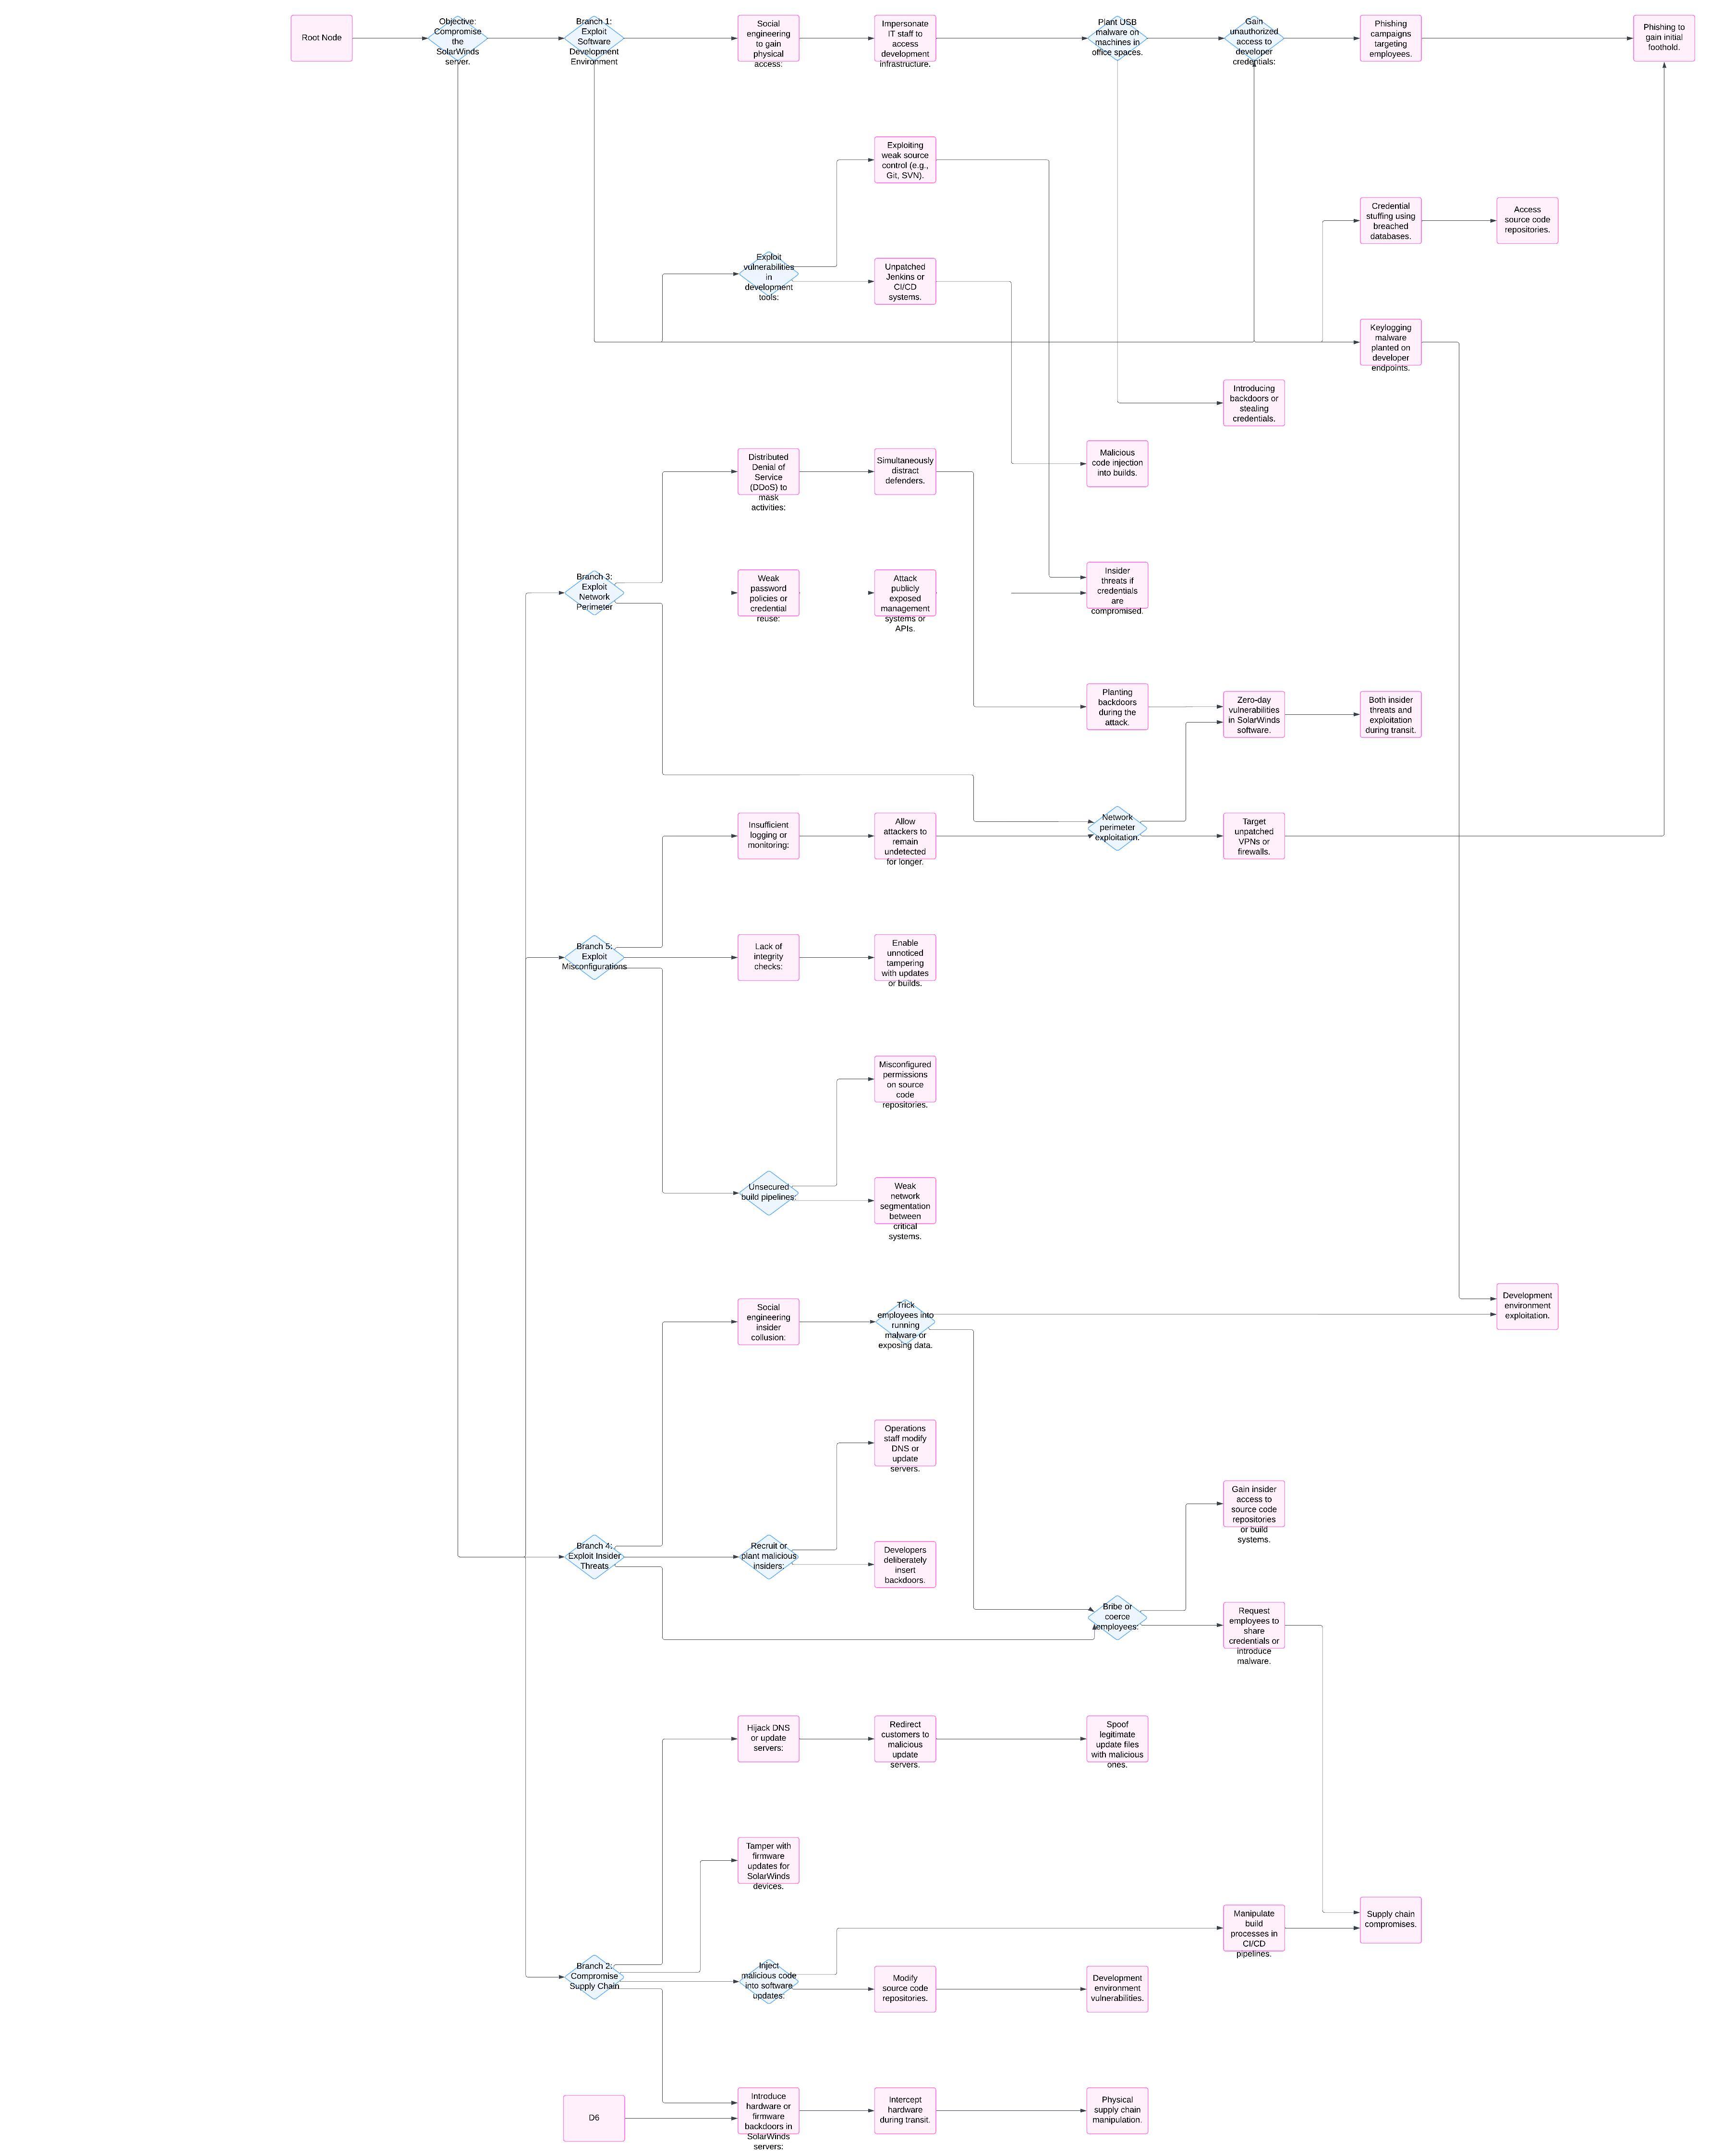 Root Node
Objective:
Compromise
the
SolarWinds
server.
Branch 1:
Exploit
Software
Development
Environment
Social
engineering
to gain
physical
access:
Impersonate
IT staff to
access
development
infrastructure.
Plant USB
malware on
machines in
office spaces.
Gain
unauthorized
access to
developer
credentials:
Phishing
campaigns
targeting
employees.
Phishing to
gain initial
foothold.
Exploiting
weak source
control (e.g.,
Git, SVN).
Credential
stuffing using
breached
databases.
Access
source code
repositories.
Exploit
vulnerabilities
in
development
tools:
Unpatched
Jenkins or
CI/CD
systems.
Keylogging
malware
planted on
developer
endpoints.
Introducing
backdoors or
stealing
credentials.
Distributed
Denial of
Service
(DDoS) to
mask
activities:
Simultaneously
distract
defenders.
Malicious
code injection
into builds.
Branch 3:
Exploit
Network
Perimeter
Weak
password
policies or
credential
reuse:
Attack
publicly
exposed
management
systems or
APIs.
Insider
threats if
credentials
are
compromised.
Planting
backdoors
during the
attack.
Zero-day
vulnerabilities
in SolarWinds
software.
Both insider
threats and
exploitation
during transit.
Insufficient
logging or
monitoring:
Allow
attackers to
remain
undetected
for longer.
Network
perimeter
exploitation.
Target
unpatched
VPNs or
firewalls.
Branch 5:
Exploit
Misconfigurations
Lack of
integrity
checks:
Enable
unnoticed
tampering
with updates
or builds.
Misconfigured
permissions
on source
code
repositories.
Unsecured
build pipelines:
Weak
network
segmentation
between
critical
systems.
Social
engineering
insider
collusion:
Trick
employees into
running
malware or
exposing data.
Development
environment
exploitation.
Operations
staff modify
DNS or
update
servers.
Gain insider
access to
source code
repositories
or build
systems.
Branch 4:
Exploit Insider
Threats
Recruit or
plant malicious
insiders:
Developers
deliberately
insert
backdoors.
Bribe or
coerce
employees:
Request
employees to
share
credentials or
introduce
malware.
Hijack DNS
or update
servers:
Redirect
customers to
malicious
update
servers.
Spoof
legitimate
update files
with malicious
ones.
Tamper with
firmware
updates for
SolarWinds
devices.
Manipulate
build
processes in
CI/CD
pipelines.
Supply chain
compromises.
Branch 2:
Compromise
Supply Chain
Inject
malicious code
into software
updates:
Modify
source code
repositories.
Development
environment
vulnerabilities.
D6
Introduce
hardware or
firmware
backdoors in
SolarWinds
servers:
Intercept
hardware
during transit.
Physical
supply chain
manipulation.